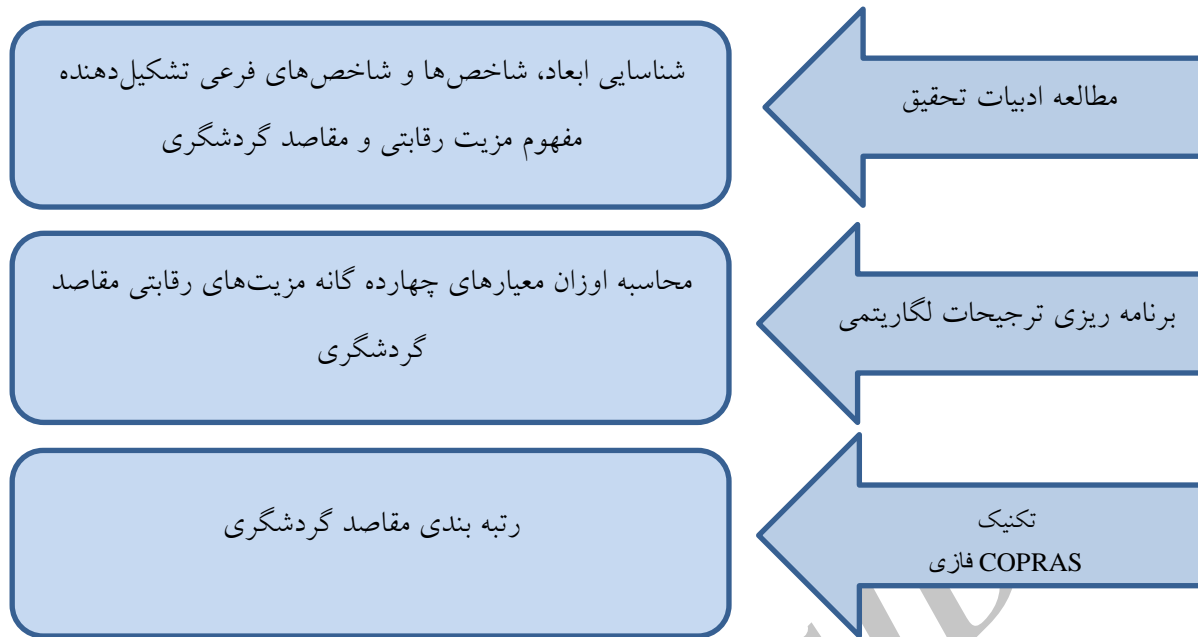 مطالعه ادبیات تحقیق
شناسایی ابعاد، شاخص‌ها و شاخص‌های فرعی تشکیل‌دهنده
مفهوم مزیت رقابتی و مقاصد گردشگری
برنامه ریزی ترجیحات لگاریتمی
محاسبه اوزان معیارهای چهارده گانه مزیت‌های رقابتی مقاصد
گردشگری
تکنیک
COPRAS فازی
رتبه بندی مقاصد گردشگری